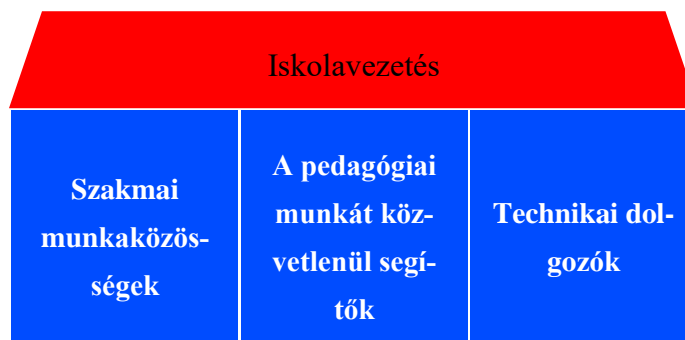 Iskolavezetés
Szakmai
munkaközös-
ségek
A pedagógiai
munkát köz-
vetlenül segí-
tők
Technikai dol-
gozók